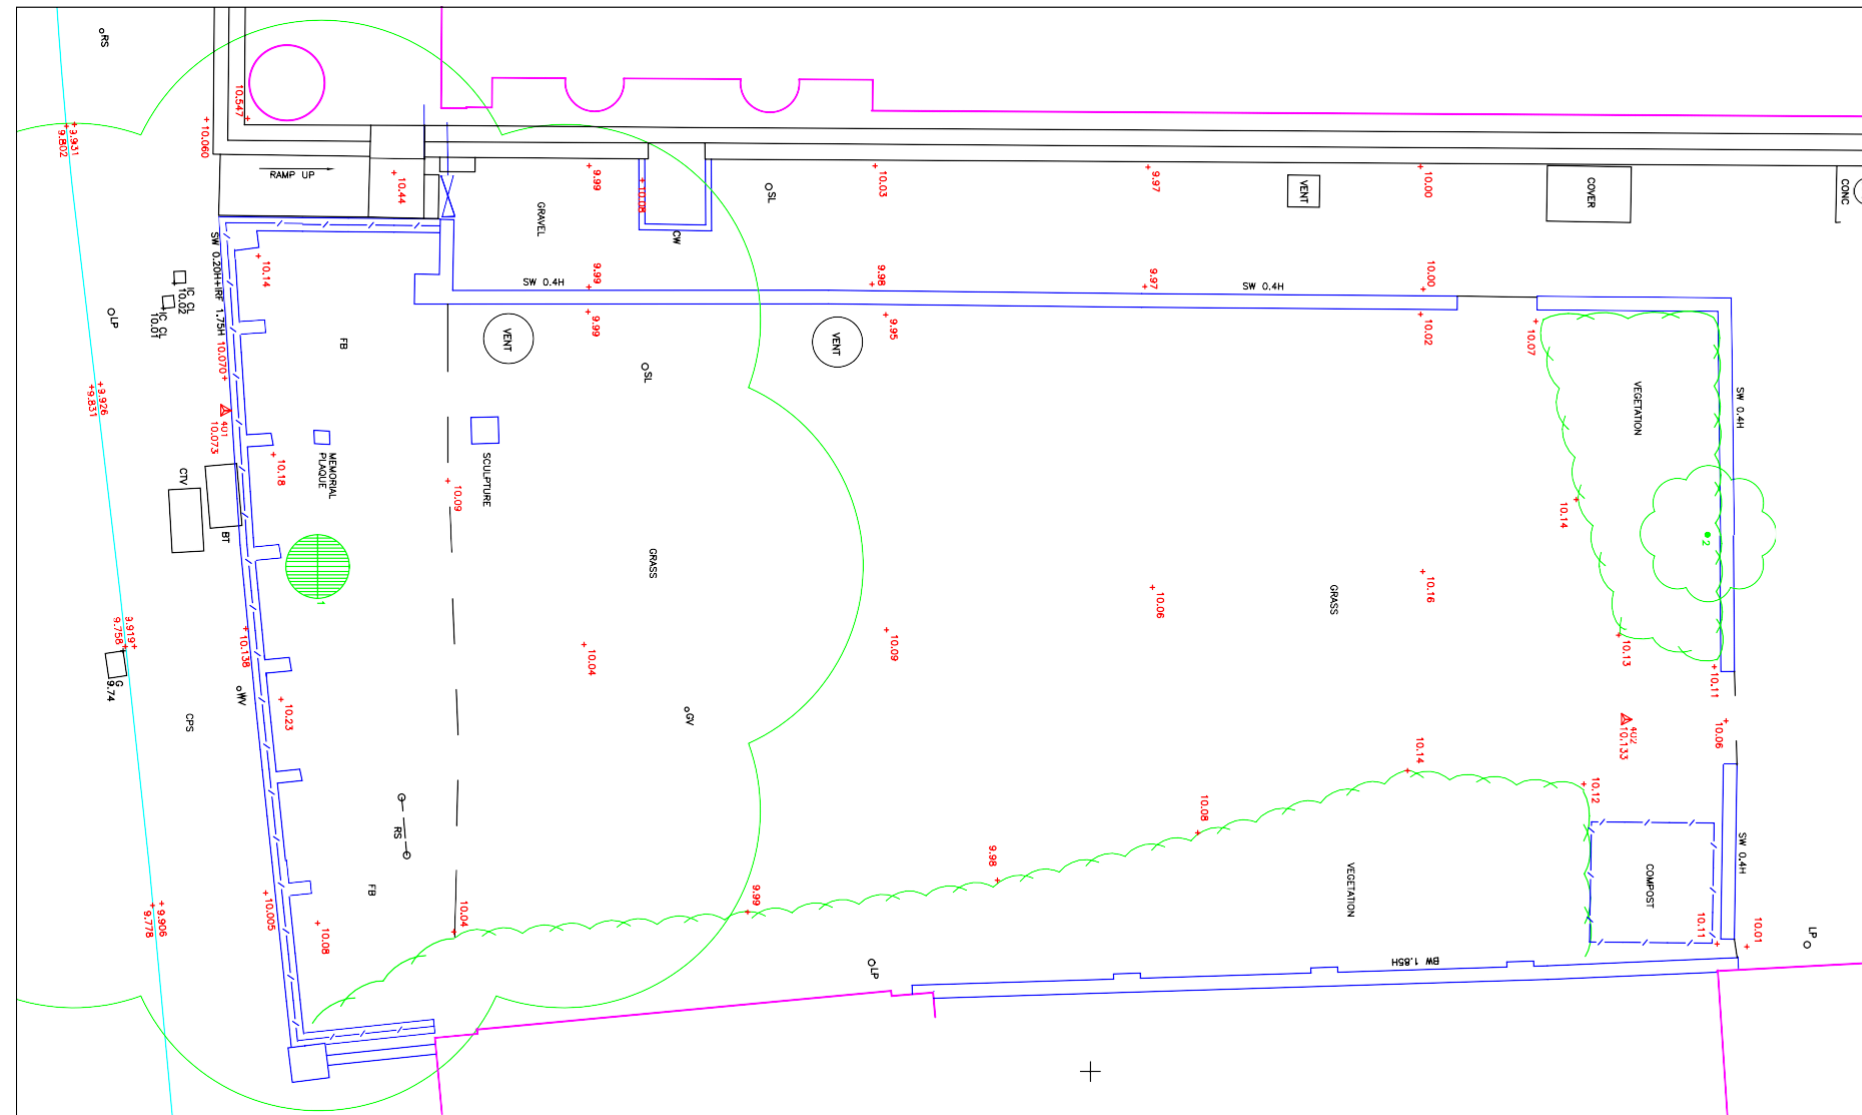 RS
9.931
9.802
10.060
10.547
RAMP UP
10.44
GRAVEL
9.99
10.08
CW
SL
10.03
9.97
VENT
10.00
COVER
CONC
SW 0.20H+IRF 1.75H
10.14
IC CL
10.02
IC CL
10.01
LP
SW 0.4H
9.99
9.98
9.97
SW 0.4H
10.00
10.070
FB
VENT
9.99
VENT
9.95
10.02
10.07
SL
VEGETATION
SW 0.4H
9.926
9.831
401
10.073
CTV
BT
10.18
MEMORIAL
PLAQUE
SCULPTURE
10.09
10.14
2
GRASS
1
10.06
GRASS
10.16
9.919
9.758
G
9.74
10.138
WV
CPS
10.23
10.04
GV
10.09
10.13
10.11
402
10.133
10.06
10.14
10.12
RS
10.08
FB
9.98
VEGETATION
COMPOST
SW 0.4H
9.906
9.778
10.005
10.08
10.04
9.99
LP
BW 1.85H
10.11
10.01
LP